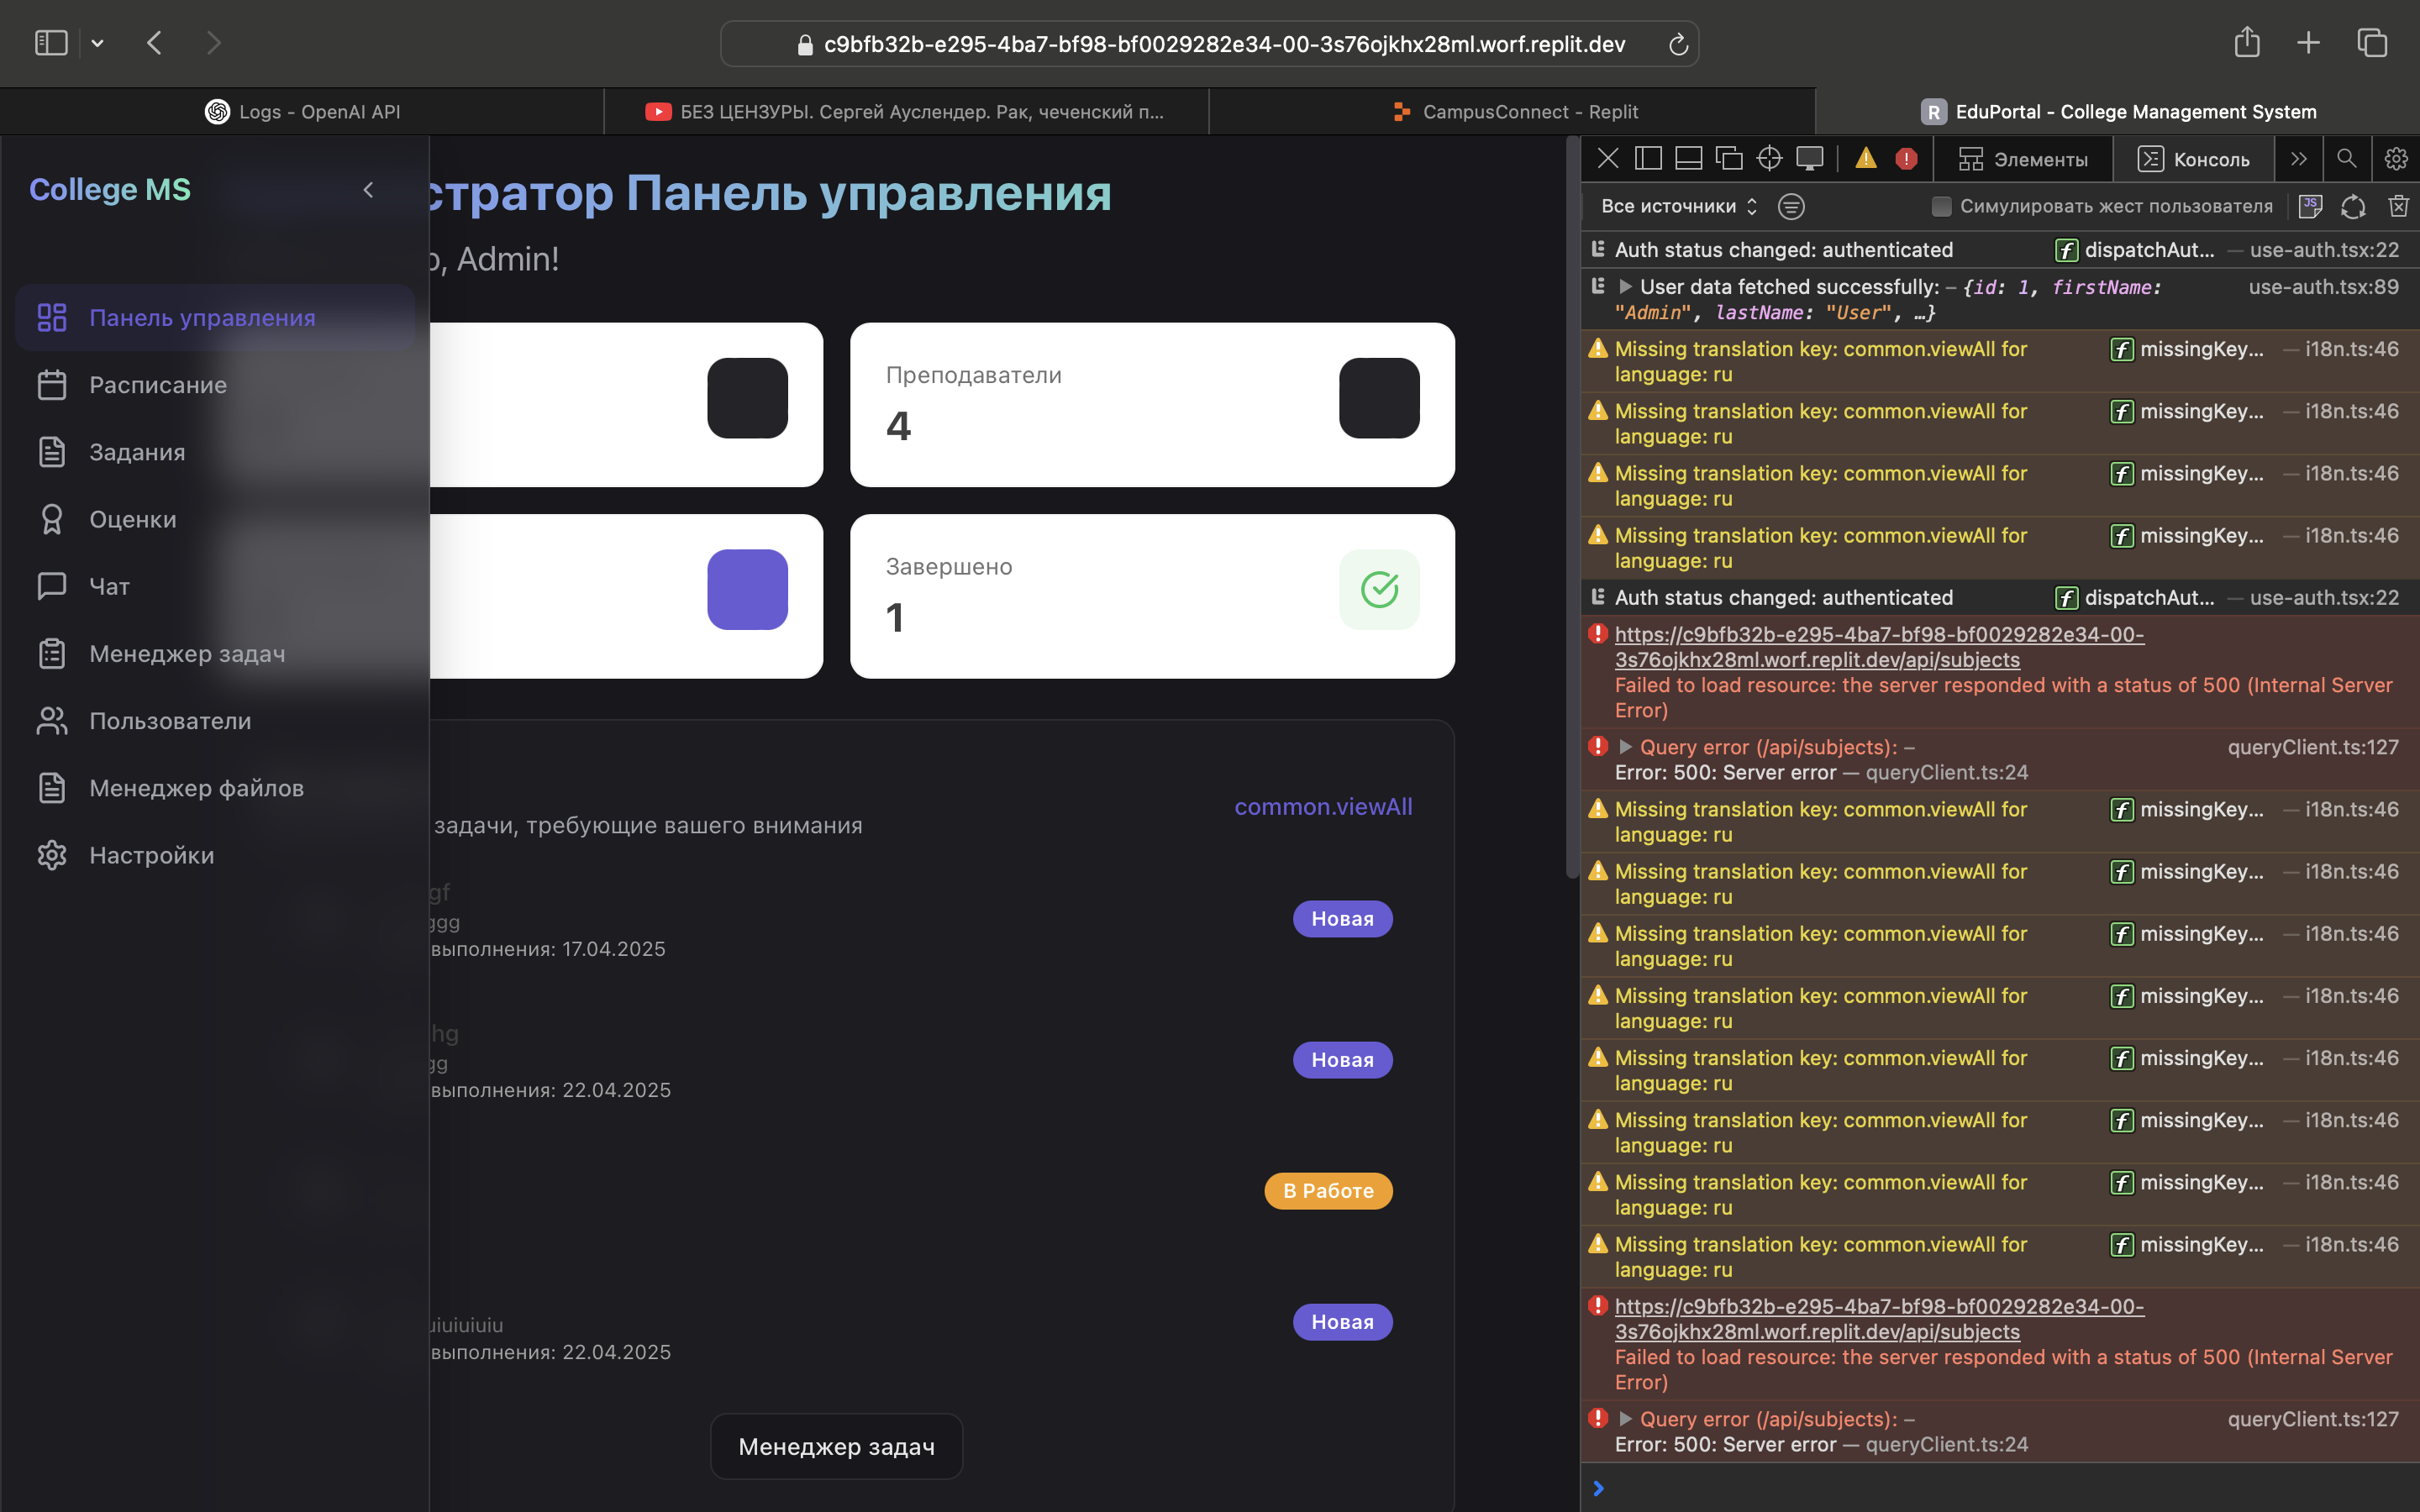 c9bfb32b-e295-4ba7-bf98-bf0029282e34-00-3s76ojkhx28ml.worf.replit.dev
Logs - OpenAI API
БЕЗ ЦЕНЗУРЫ. Сергей Ауслендер. Рак, чеченский п...
CampusConnect - Replit
R EduPortal - College Management System
College MS
Панель управления
Расписание
Задания
Оценки
Чат
Менеджер задач
Пользователи
Менеджер файлов
Настройки
стратор Панель управления
, Admin!
Преподаватели
4
Завершено
1
задачи, требующие вашего внимания
common.viewAll
gf
ggg
выполнения: 17.04.2025
Новая
hg
gg
выполнения: 22.04.2025
Новая
В Работе
uiuiuiuiu
выполнения: 22.04.2025
Новая
Менеджер задач
Элементы
Консоль
Все источники
Симулировать жест пользователя
JS
Auth status changed: authenticated f dispatchAut... — use-auth.tsx:22
User data fetched successfully: – {id: 1, firstName: use-auth.tsx:89
"Admin", lastName: "User", …}
Missing translation key: common.viewAll for f missingKey... — i18n.ts:46
language: ru
Missing translation key: common.viewAll for f missingKey... — i18n.ts:46
language: ru
Missing translation key: common.viewAll for f missingKey... — i18n.ts:46
language: ru
Missing translation key: common.viewAll for f missingKey... — i18n.ts:46
language: ru
Auth status changed: authenticated f dispatchAut... — use-auth.tsx:22
https://c9bfb32b-e295-4ba7-bf98-bf0029282e34-00-
3s76ojkhx28ml.worf.replit.dev/api/subjects
Failed to load resource: the server responded with a status of 500 (Internal Server
Error)
Query error (/api/subjects): – queryClient.ts:127
Error: 500: Server error — queryClient.ts:24
Missing translation key: common.viewAll for f missingKey... — i18n.ts:46
language: ru
Missing translation key: common.viewAll for f missingKey... — i18n.ts:46
language: ru
Missing translation key: common.viewAll for f missingKey... — i18n.ts:46
language: ru
Missing translation key: common.viewAll for f missingKey... — i18n.ts:46
language: ru
Missing translation key: common.viewAll for f missingKey... — i18n.ts:46
language: ru
Missing translation key: common.viewAll for f missingKey... — i18n.ts:46
language: ru
Missing translation key: common.viewAll for f missingKey... — i18n.ts:46
language: ru
Missing translation key: common.viewAll for f missingKey... — i18n.ts:46
language: ru
https://c9bfb32b-e295-4ba7-bf98-bf0029282e34-00-
3s76ojkhx28ml.worf.replit.dev/api/subjects
Failed to load resource: the server responded with a status of 500 (Internal Server
Error)
Query error (/api/subjects): – queryClient.ts:127
Error: 500: Server error — queryClient.ts:24